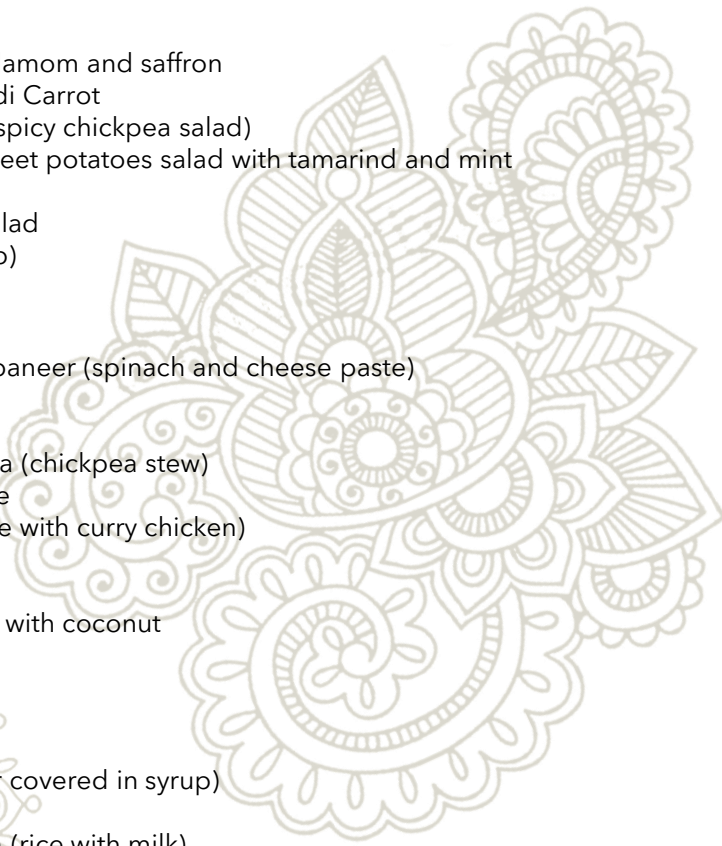 amom and saffron
di Carrot
spicy chickpea salad)
eet potatoes salad with tamarind and mint
lad
o)
paneer (spinach and cheese paste)
a (chickpea stew)
e
e with curry chicken)
with coconut
r covered in syrup)
(rice with milk)